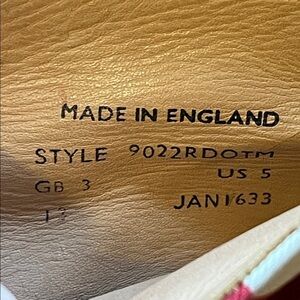 MADE IN ENGLAND
STYLE 9022RDOTM
GB 3 US 5
JAN1633